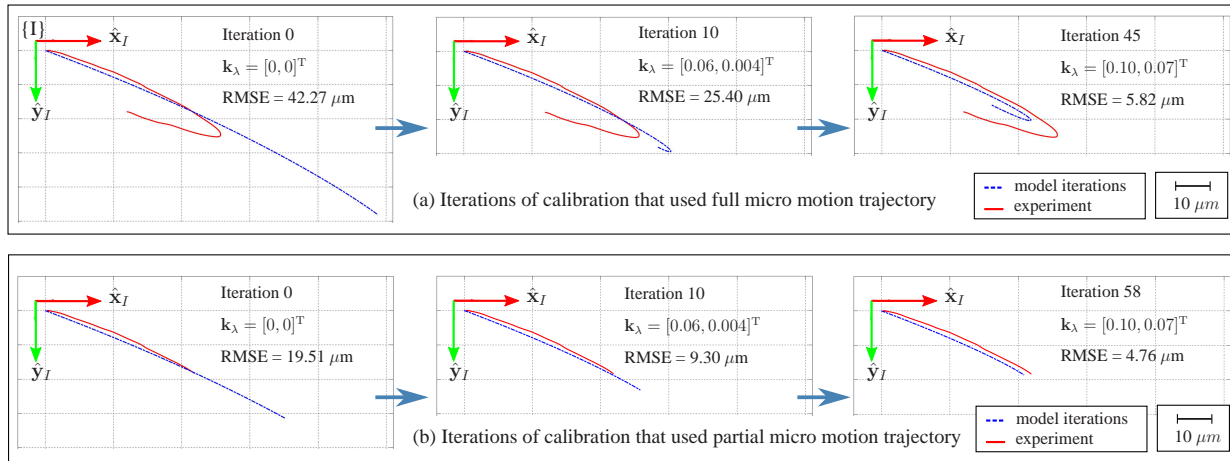 {I}
x̂_I
ŷ_I
Iteration 0
k_λ = [0, 0]^T
RMSE = 42.27 μm
x̂_I
ŷ_I
Iteration 10
k_λ = [0.06, 0.004]^T
RMSE = 25.40 μm
x̂_I
ŷ_I
Iteration 45
k_λ = [0.10, 0.07]^T
RMSE = 5.82 μm
(a) Iterations of calibration that used full micro motion trajectory
model iterations
experiment
10 μm
x̂_I
ŷ_I
Iteration 0
k_λ = [0, 0]^T
RMSE = 19.51 μm
x̂_I
ŷ_I
Iteration 10
k_λ = [0.06, 0.004]^T
RMSE = 9.30 μm
x̂_I
ŷ_I
Iteration 58
k_λ = [0.10, 0.07]^T
RMSE = 4.76 μm
(b) Iterations of calibration that used partial micro motion trajectory
model iterations
experiment
10 μm